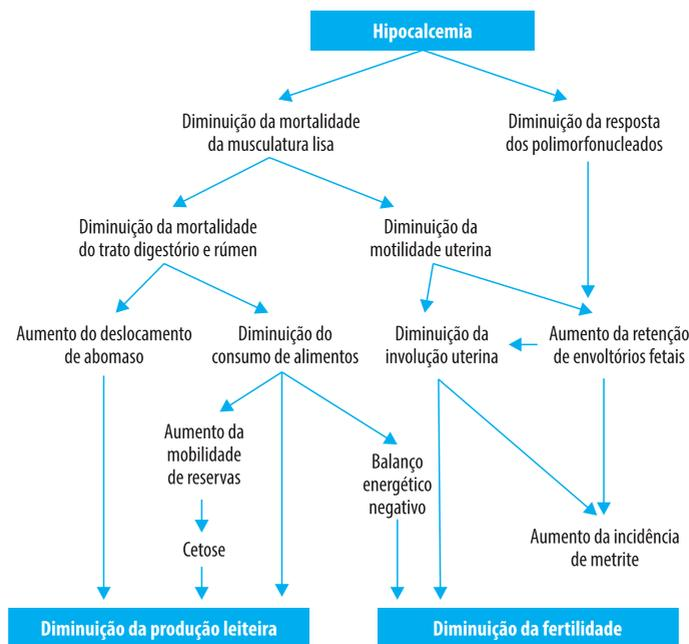 Hipocalcemia
Diminuição da mortalidade
da musculatura lisa
Diminuição da resposta
dos polimorfonucleados
Diminuição da mortalidade
do trato digestório e rúmen
Diminuição da
motilidade uterina
Aumento do deslocamento
de abomaso
Diminuição do
consumo de alimentos
Diminuição da
involução uterina
Aumento da retenção
de envoltórios fetais
Aumento da
mobilidade
de reservas
Balanço
energético
negativo
Cetose
Aumento da incidência
de metrite
Diminuição da produção leiteira
Diminuição da fertilidade